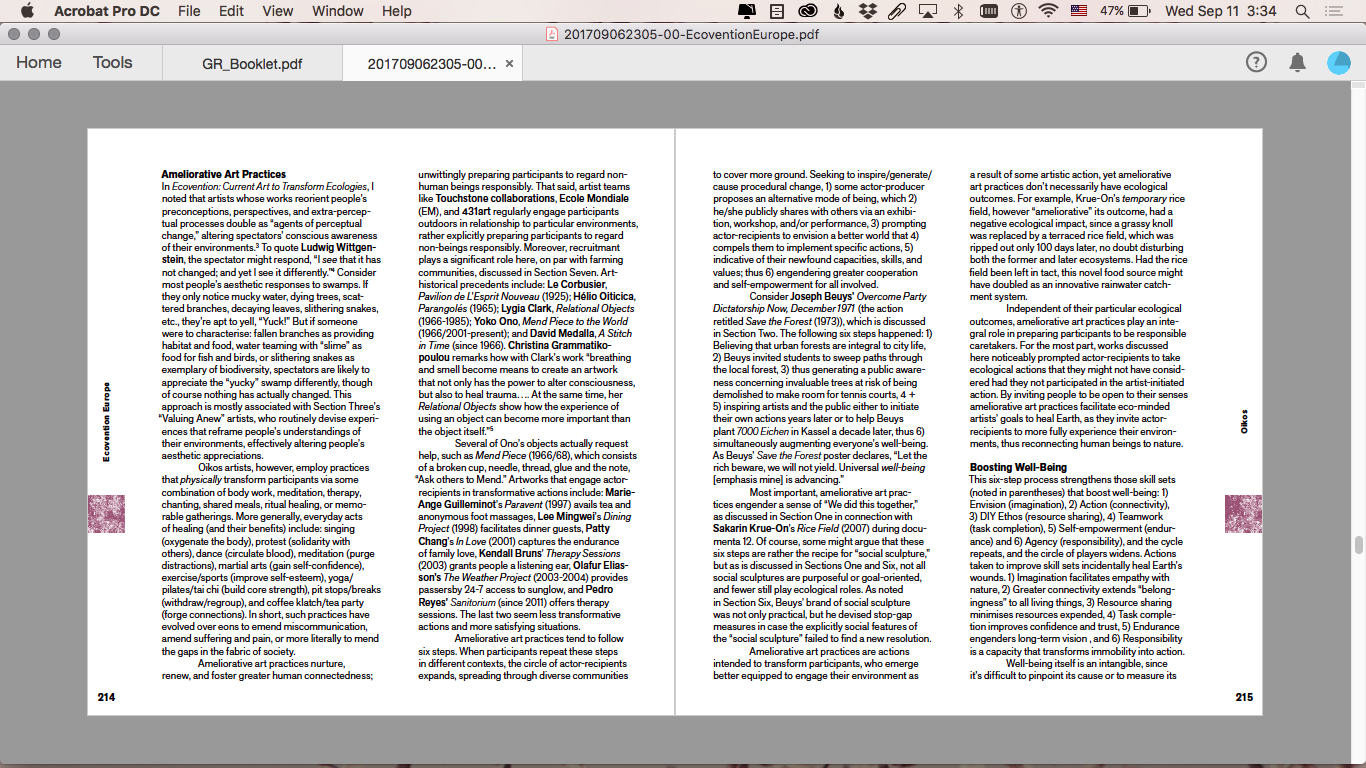 Acrobat Pro DC File Edit View Window Help 47% Wed Sep 11 3:34
201709062305-00-EcoventionEurope.pdf
Home Tools GR_Booklet.pdf 201709062305-00... ×
Ameliorative Art Practices
In Ecovention: Current Art to Transform Ecologies, I
noted that artists whose works reorient people's
preconceptions, perspectives, and extra-percep-
tual processes double as "agents of perceptual
change," altering spectators' conscious awareness
of their environments.³ To quote Ludwig Wittgen-
stein, the spectator might respond, "I see that it has
not changed; and yet I see it differently."⁴ Consider
most people's aesthetic responses to swamps. If
they only notice mucky water, dying trees, scat-
tered branches, decaying leaves, slithering snakes,
etc., they're apt to yell, "Yuck!" But if someone
were to characterise: fallen branches as providing
habitat and food, water teaming with "slime" as
food for fish and birds, or slithering snakes as
exemplary of biodiversity, spectators are likely to
appreciate the "yucky" swamp differently, though
of course nothing has actually changed. This
approach is mostly associated with Section Three's
"Valuing Anew" artists, who routinely devise experi-
ences that reframe people's understandings of
their environments, effectively altering people's
aesthetic appreciations.
Oikos artists, however, employ practices
that physically transform participants via some
combination of body work, meditation, therapy,
chanting, shared meals, ritual healing, or memo-
rable gatherings. More generally, everyday acts
of healing (and their benefits) include: singing
(oxygenate the body), protest (solidarity with
others), dance (circulate blood), meditation (purge
distractions), martial arts (gain self-confidence),
exercise/sports (improve self-esteem), yoga/
pilates/tai chi (build core strength), pit stops/breaks
(withdraw/regroup), and coffee klatch/tea party
(forge connections). In short, such practices have
evolved over eons to emend miscommunication,
amend suffering and pain, or more literally to mend
the gaps in the fabric of society.
Ameliorative art practices nurture,
renew, and foster greater human connectedness;
unwittingly preparing participants to regard non-
human beings responsibly. That said, artist teams
like Touchstone collaborations, Ecole Mondiale
(EM), and 431art regularly engage participants
outdoors in relationship to particular environments,
rather explicitly preparing participants to regard
non-beings responsibly. Moreover, recruitmant
plays a significant role here, on par with farming
communities, discussed in Section Seven. Art-
historical precedents include: Le Corbusier,
Pavilion de L'Esprit Nouveau (1925); Hélio Oiticica,
Parangolés (1965); Lygia Clark, Relational Objects
(1966-1985); Yoko Ono, Mend Piece to the World
(1966/2001-present); and David Medalla, A Stitch
in Time (since 1966). Christina Grammatiko-
poulou remarks how with Clark's work "breathing
and smell become means to create an artwork
that not only has the power to alter consciousness,
but also to heal trauma.... At the same time, her
Relational Objects show how the experience of
using an object can become more important than
the object itself."⁵
Several of Ono's objects actually request
help, such as Mend Piece (1966/68), which consists
of a broken cup, needle, thread, glue and the note,
"Ask others to Mend." Artworks that engage actor-
recipients in transformative actions include: Marie-
Ange Guilleminot's Paravent (1997) avails tea and
anonymous foot massages, Lee Mingwei's Dining
Project (1998) facilitates dinner guests, Patty
Chang's In Love (2001) captures the endurance
of family love, Kendall Bruns' Therapy Sessions
(2003) grants people a listening ear, Olafur Elias-
son's The Weather Project (2003-2004) provides
passersby 24-7 access to sunglow, and Pedro
Reyes' Sanitorium (since 2011) offers therapy
sessions. The last two seem less transformative
actions and more satisfying situations.
Ameliorative art practices tend to follow
six steps. When participants repeat these steps
in different contexts, the circle of actor-recipients
expands, spreading through diverse communities
Ecovention Europe
214
to cover more ground. Seeking to inspire/generate/
cause procedural change, 1) some actor-producer
proposes an alternative mode of being, which 2)
he/she publicly shares with others via an exhibi-
tion, workshop, and/or performance, 3) prompting
actor-recipients to envision a better world that 4)
compels them to implement specific actions, 5)
indicative of their newfound capacities, skills, and
values; thus 6) engendering greater cooperation
and self-empowerment for all involved.
Consider Joseph Beuys' Overcome Party
Dictatorship Now, December 1971 (the action
retitled Save the Forest (1973)), which is discussed
in Section Two. The following six steps happened: 1)
Believing that urban forests are integral to city life,
2) Beuys invited students to sweep paths through
the local forest, 3) thus generating a public aware-
ness concerning invaluable trees at risk of being
demolished to make room for tennis courts, 4 +
5) inspiring artists and the public either to initiate
their own actions years later or to help Beuys
plant 7000 Eichen in Kassel a decade later, thus 6)
simultaneously augmenting everyone's well-being.
As Beuys' Save the Forest poster declares, "Let the
rich beware, we will not yield. Universal well-being
[emphasis mine] is advancing."
Most important, ameliorative art prac-
tices engender a sense of "We did this together,"
as discussed in Section One in connection with
Sakarin Krue-On's Rice Field (2007) during docu-
menta 12. Of course, some might argue that these
six steps are rather the recipe for "social sculpture,"
but as is discussed in Sections One and Six, not all
social sculptures are purposeful or goal-oriented,
and fewer still play ecological roles. As noted
in Section Six, Beuys' brand of social sculpture
was not only practical, but he devised stop-gap
measures in case the explicitly social features of
the "social sculpture" failed to find a new resolution.
Ameliorative art practices are actions
intended to transform participants, who emerge
better equipped to engage their environment as
a result of some artistic action, yet ameliorative
art practices don't necessarily have ecological
outcomes. For example, Krue-On's temporary rice
field, however "ameliorative" its outcome, had a
negative ecological impact, since a grassy knoll
was replaced by a terraced rice field, which was
ripped out only 100 days later, no doubt disturbing
both the former and later ecosystems. Had the rice
field been left in tact, this novel food source might
have doubled as an innovative rainwater catch-
ment system.
Independent of their particular ecological
outcomes, ameliorative art practices play an inte-
gral role in preparing participants to be responsible
caretakers. For the most part, works discussed
here noticeably prompted actor-recipients to take
ecological actions that they might not have consid-
ered had they not participated in the artist-initiated
action. By inviting people to be open to their senses
ameliorative art practices facilitate eco-minded
artists' goals to heal Earth, as they invite actor-
recipients to more fully experience their environ-
ments, thus reconnecting human beings to nature.
Boosting Well-Being
This six-step process strengthens those skill sets
(noted in parentheses) that boost well-being: 1)
Envision (imagination), 2) Action (connectivity),
3) DIY Ethos (resource sharing), 4) Teamwork
(task completion), 5) Self-empowerment (endur-
ance) and 6) Agency (responsibility), and the cycle
repeats, and the circle of players widens. Actions
taken to improve skill sets incidentally heal Earth's
wounds. 1) Imagination facilitates empathy with
nature, 2) Greater connectivity extends "belong-
ingness" to all living things, 3) Resource sharing
minimises resources expended, 4) Task comple-
tion improves confidence and trust, 5) Endurance
engenders long-term vision , and 6) Responsibility
is a capacity that transforms immobility into action.
Well-being itself is an intangible, since
it's difficult to pinpoint its cause or to measure its
Oikos
215